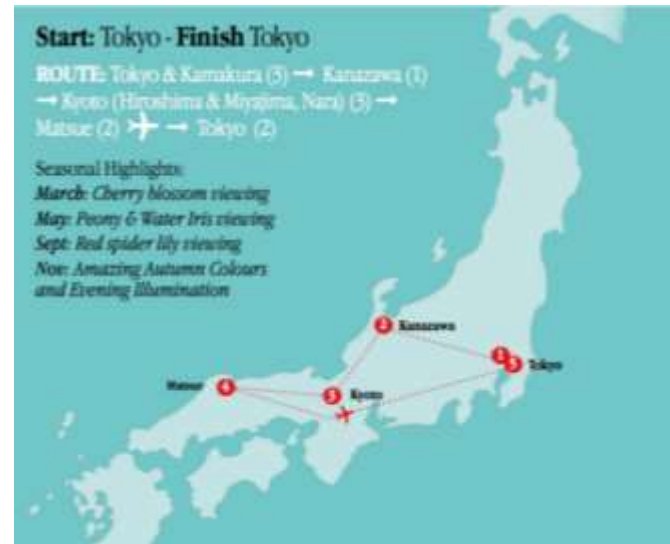 Start: Tokyo - Finish Tokyo
ROUTE: Tokyo & Kamakura (3) → Kanazawa (1)
→ Kyoto (Hiroshima & Miyajima, Nara) (3) →
Matsue (2) ✈ → Tokyo (2)
Seasonal Highlights:
March: Cherry blossom viewing
May: Peony & Water Iris viewing
Sept: Red spider lily viewing
Nov: Amazing Autumn Colours
and Evening Illumination
2 Kanazawa
1
5 Tokyo
Matsue 4
3 Kyoto